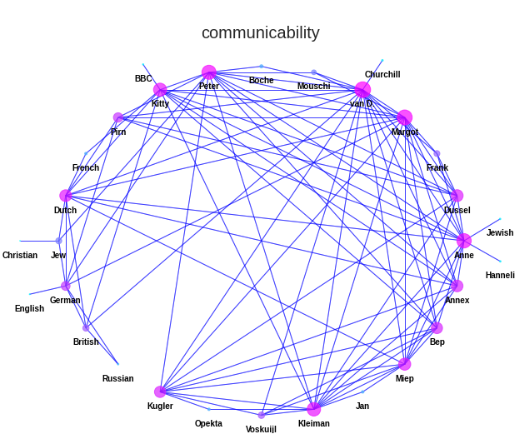 communicability
BBC
Boche
Churchill
Peter
Mouschi
Kitty
van D
Pim
Margot
French
Frank
Dutch
Dussel
Jewish
Christian
Jew
Anne
Hanneli
English
German
Annex
British
Bep
Russian
Miep
Kugler
Jan
Opekta
Kleiman
Voskuijl